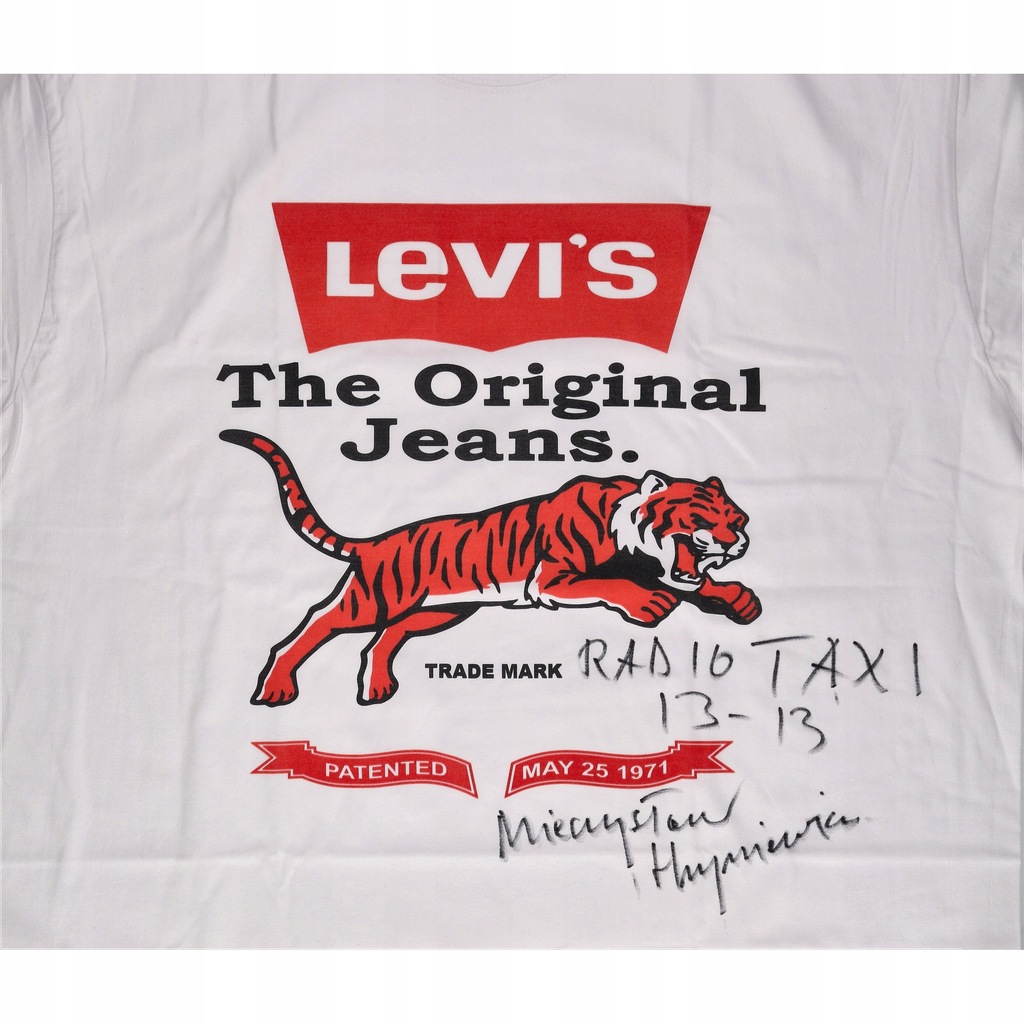 Levi's
The Original
Jeans.
TRADE MARK
RADIO TAXI
13-13
PATENTED
MAY 25 1971
Mieczysław
Hryniewicz